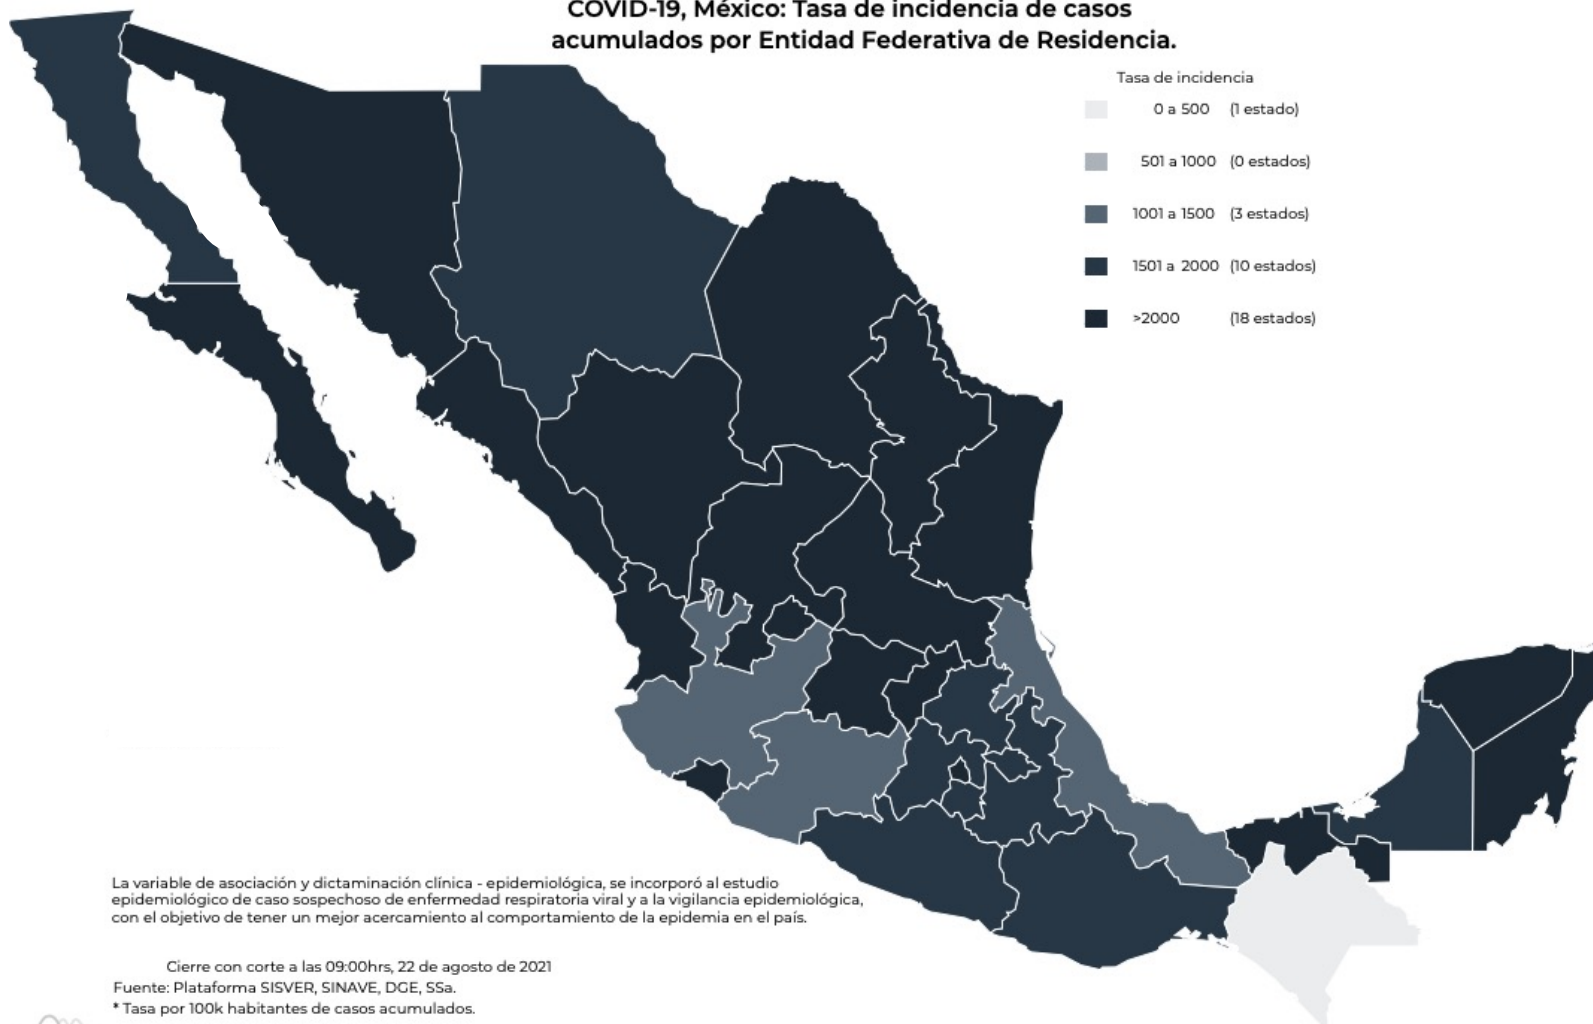 COVID-19, México: Tasa de incidencia de casos
acumulados por Entidad Federativa de Residencia.
Tasa de incidencia
0 a 500 (1 estado)
501 a 1000 (0 estados)
1001 a 1500 (3 estados)
1501 a 2000 (10 estados)
>2000 (18 estados)
La variable de asociación y dictaminación clínica - epidemiológica, se incorporó al estudio
epidemiológico de caso sospechoso de enfermedad respiratoria viral y a la vigilancia epidemiológica,
con el objetivo de tener un mejor acercamiento al comportamiento de la epidemia en el país.
Cierre con corte a las 09:00hrs, 22 de agosto de 2021
Fuente: Plataforma SISVER, SINAVE, DGE, SSa.
* Tasa por 100k habitantes de casos acumulados.